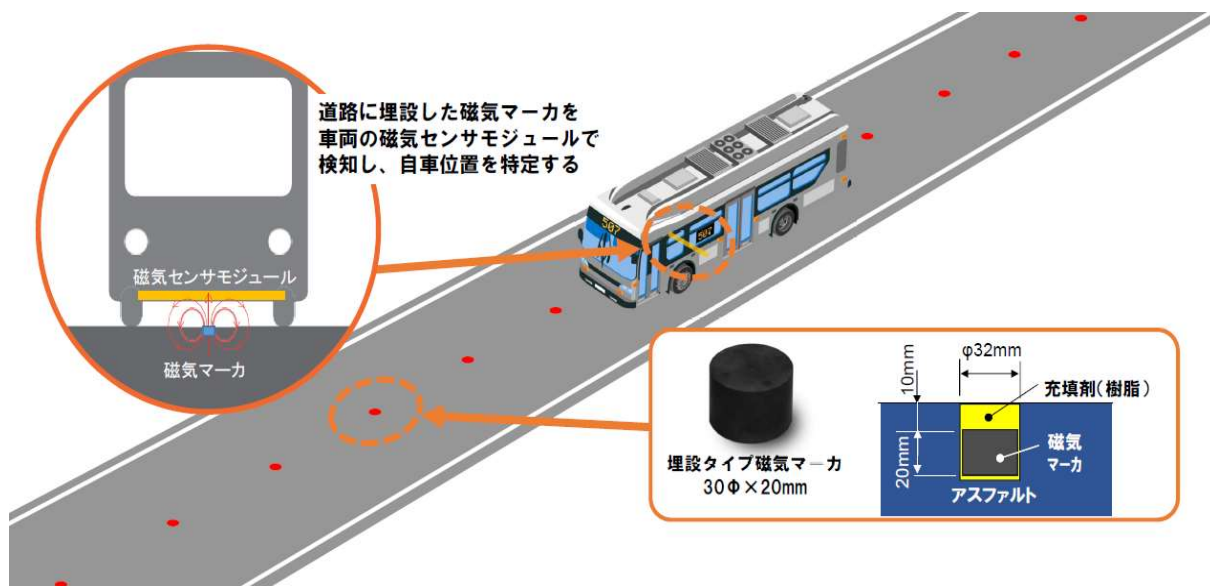 道路に埋設した磁気マーカを
車両の磁気センサモジュールで
検知し、自車位置を特定する
磁気センサモジュール
磁気マーカ
507
507
埋設タイプ磁気マーカ
30Φ×20mm
φ32mm
10mm
20mm
充填剤(樹脂)
磁気
マーカ
アスファルト